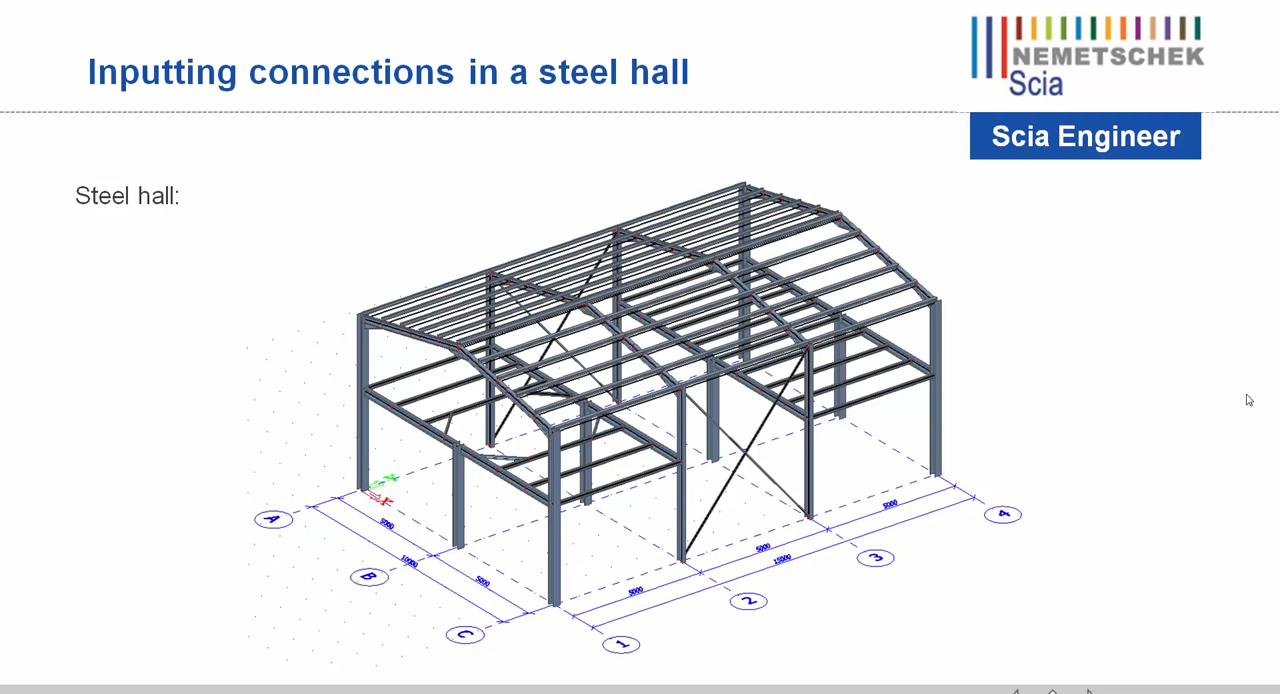 Inputting connections in a steel hall
NEMETSCHEK
Scia
Scia Engineer
Steel hall:
A
B
C
1
2
3
4
5000
10000
5000
5000
5000
15000
5000
X